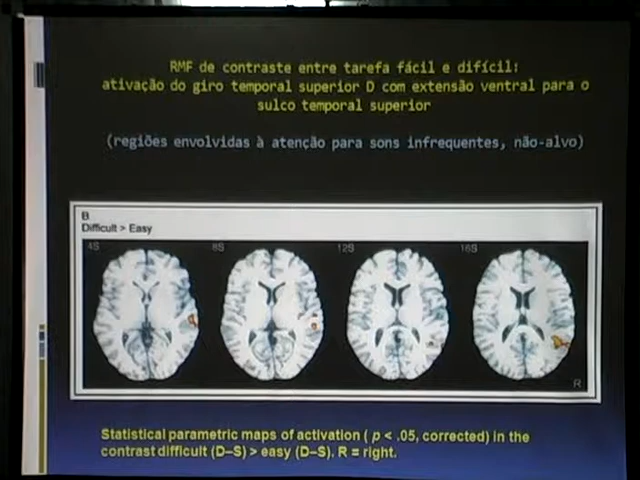 RMF de contraste entre tarefa fácil e difícil:
ativação do giro temporal superior D com extensão ventral para o
sulco temporal superior
(regiões envolvidas à atenção para sons infrequentes, não-alvo)
B
Difficult > Easy
4S 8S 12S 16S
R
Statistical parametric maps of activation ( p < .05, corrected) in the
contrast difficult (D–S) > easy (D–S). R = right.